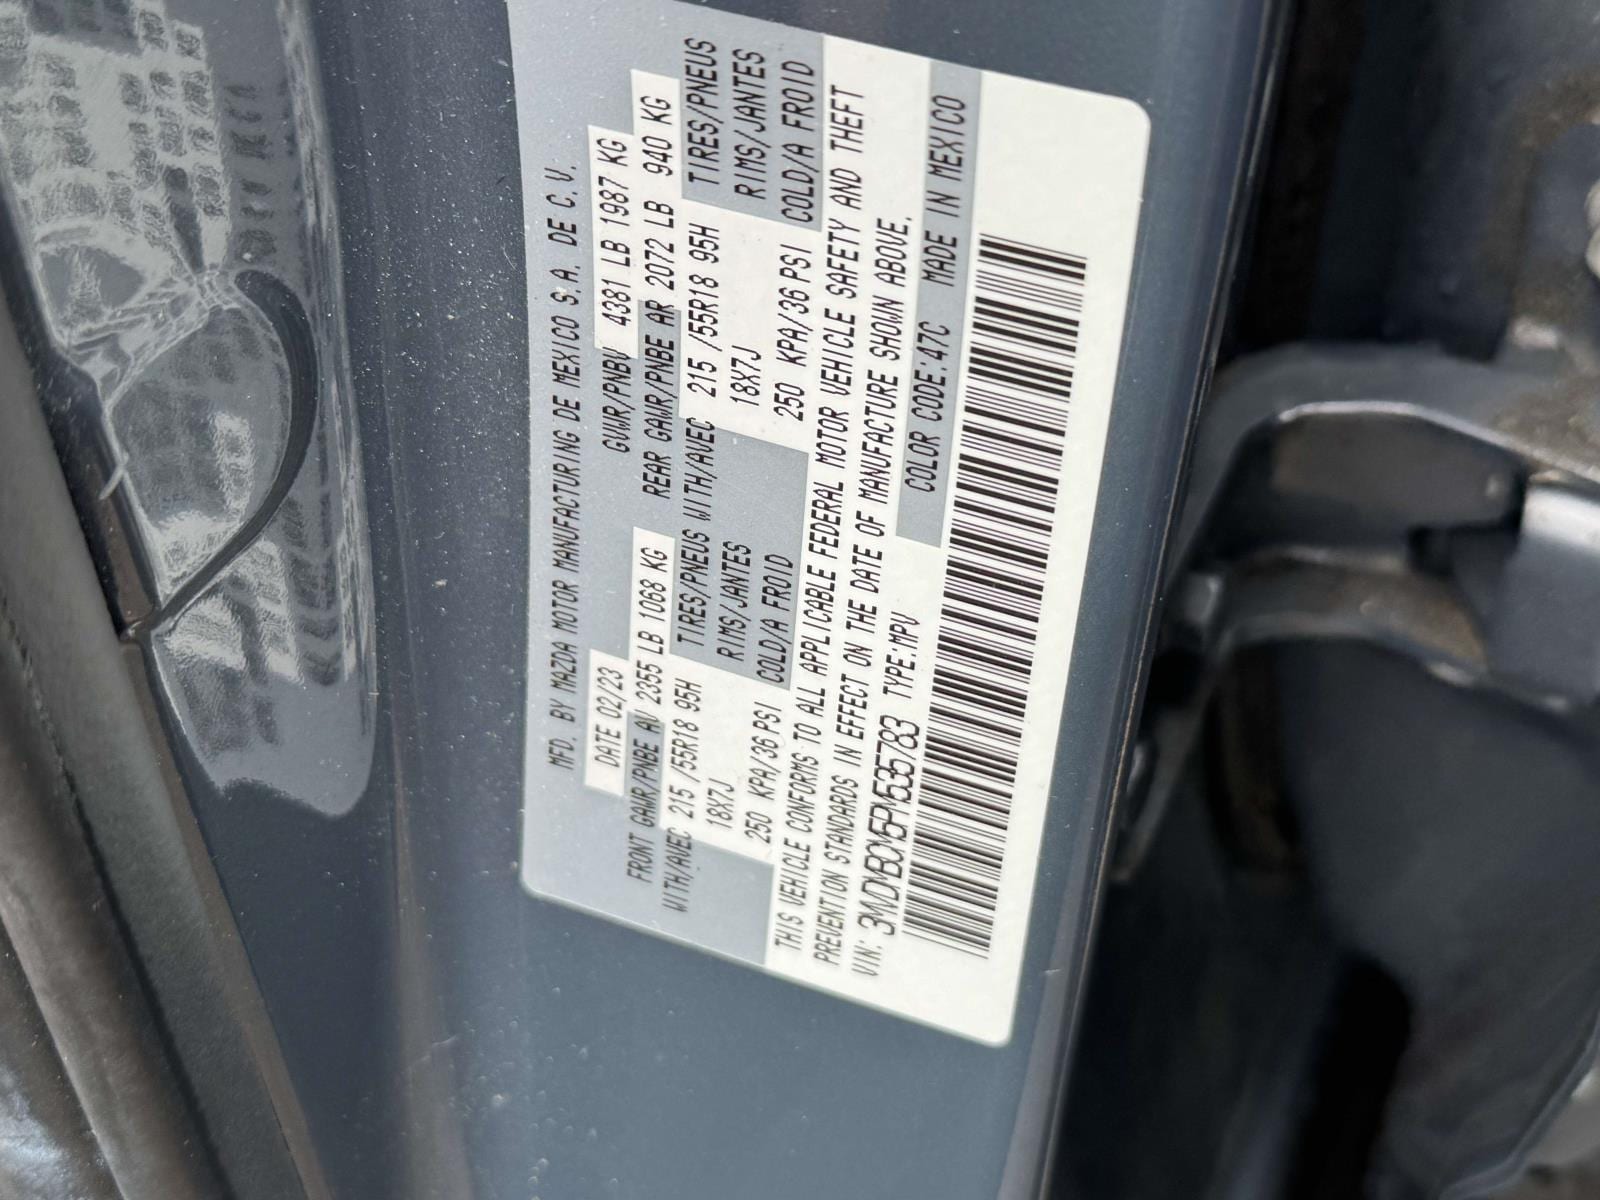 MFD. BY MAZDA MOTOR MANUFACTURING DE MEXICO S.A. DE C.V.
DATE 02/23 GVWR/PNBV 4381 LB 1987 KG
FRONT GAWR/PNBE AV 2355 LB 1068 KG REAR GAWR/PNBE AR 2072 LB 940 KG
WITH/AVEC 215 /55R18 95H TIRES/PNEUS WITH/AVEC 215 /55R18 95H TIRES/PNEUS
18X7J RIMS/JANTES 18X7J RIMS/JANTES
250 KPA/36 PSI COLD/A FROID 250 KPA/36 PSI COLD/A FROID
THIS VEHICLE CONFORMS TO ALL APPLICABLE FEDERAL MOTOR VEHICLE SAFETY AND THEFT
PREVENTION STANDARDS IN EFFECT ON THE DATE OF MANUFACTURE SHOWN ABOVE.
VIN: 3MVDMBCM5PM535783 TYPE:MPV COLOR CODE:47C MADE IN MEXICO